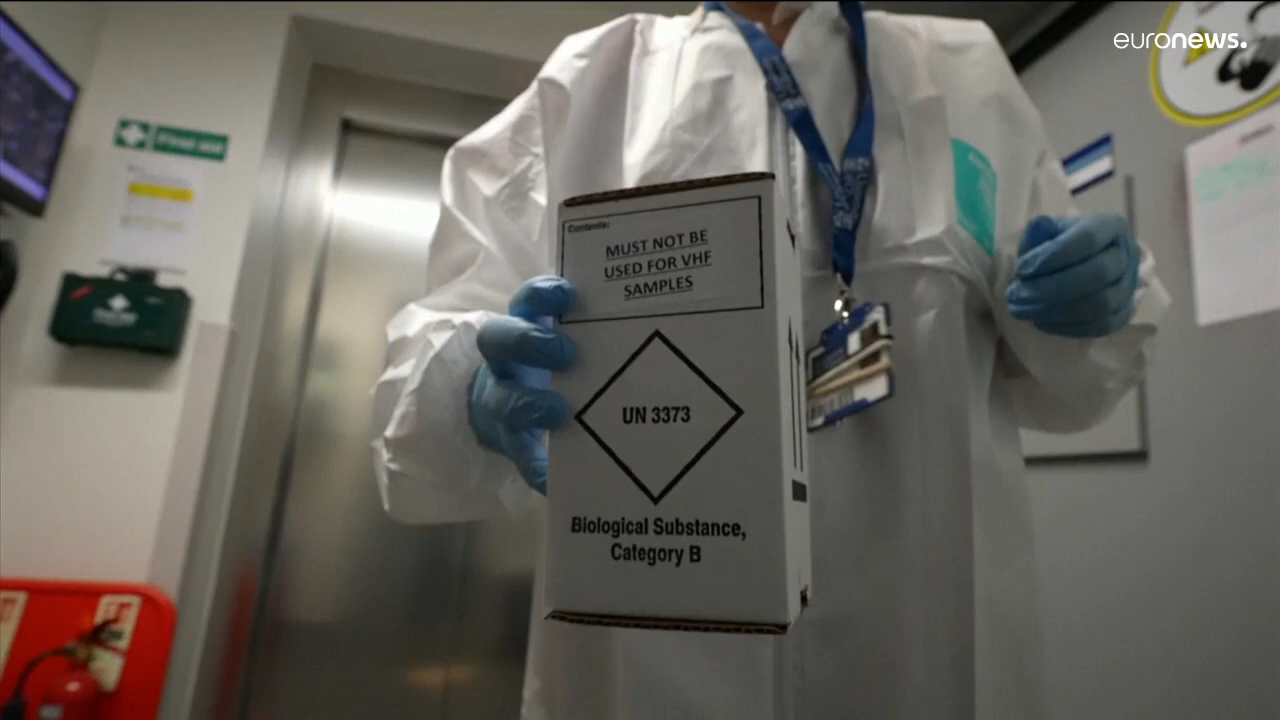 euronews.
Contents:
MUST NOT BE
USED FOR VHF
SAMPLES
UN 3373
Biological Substance,
Category B